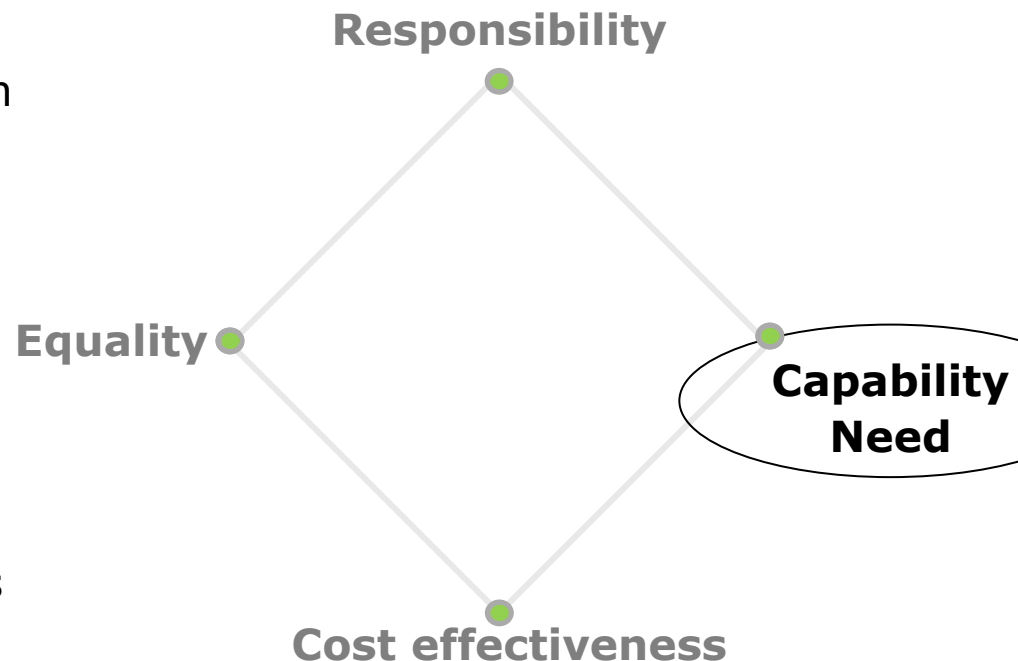 Responsibility
n
Equality
Capability
Need
s
Cost effectiveness